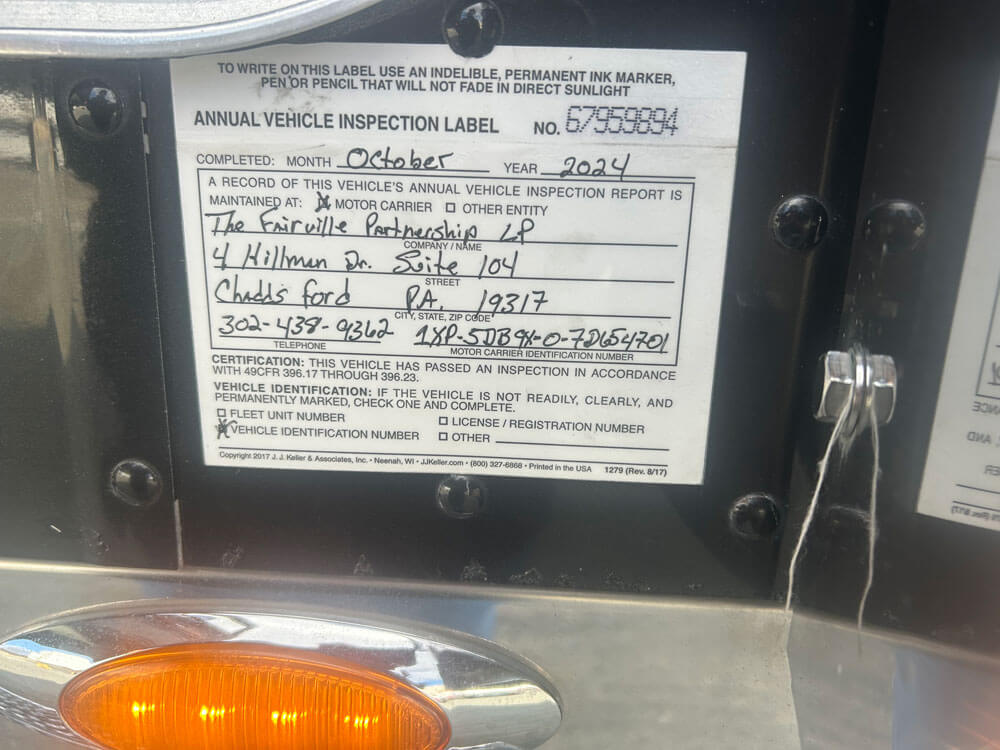 TO WRITE ON THIS LABEL USE AN INDELIBLE, PERMANENT INK MARKER,
PEN OR PENCIL THAT WILL NOT FADE IN DIRECT SUNLIGHT
ANNUAL VEHICLE INSPECTION LABEL NO. 67959894
COMPLETED: MONTH October YEAR 2024
A RECORD OF THIS VEHICLE'S ANNUAL VEHICLE INSPECTION REPORT IS
MAINTAINED AT: ☒ MOTOR CARRIER ☐ OTHER ENTITY
The Fairville Partnership LP
COMPANY / NAME
4 Hillman Dr. Suite 104
STREET
Chadds ford PA. 19317
CITY, STATE, ZIP CODE
302-438-9362 1XP-5DB9X-0-7D654701
TELEPHONE MOTOR CARRIER IDENTIFICATION NUMBER
CERTIFICATION: THIS VEHICLE HAS PASSED AN INSPECTION IN ACCORDANCE
WITH 49CFR 396.17 THROUGH 396.23.
VEHICLE IDENTIFICATION: IF THE VEHICLE IS NOT READILY, CLEARLY, AND
PERMANENTLY MARKED, CHECK ONE AND COMPLETE.
☐ FLEET UNIT NUMBER ☐ LICENSE / REGISTRATION NUMBER
☒ VEHICLE IDENTIFICATION NUMBER ☐ OTHER
Copyright 2017 J. J. Keller & Associates, Inc. • Neenah, WI • JJKeller.com • (800) 327-6868 • Printed in the USA 1279 (Rev. 8/17)